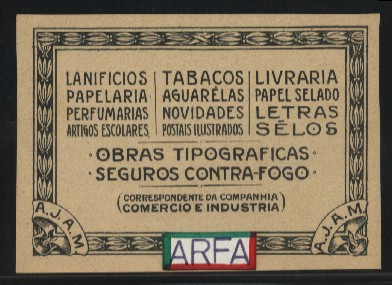 LANIFICIOS
PAPELARIA
PERFUMARIAS
ARTIGOS ESCOLARES
TABACOS
AGUARÉLAS
NOVIDADES
POSTAIS ILUSTRADOS
LIVRARIA
PAPEL SELADO
LETRAS
SÊLOS
·OBRAS TIPOGRAFICAS·
·SEGUROS CONTRA-FOGO·
(CORRESPONDENTE DA COMPANHIA
COMERCIO E INDUSTRIA)
A.J.A.M.
A.J.A.M.
ARFA